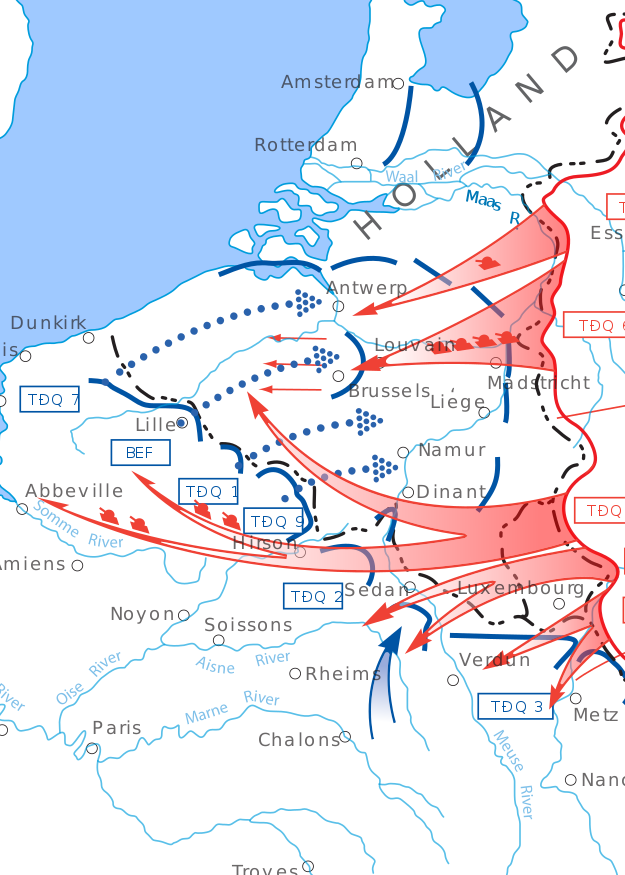 HOLLAND
Amsterdam
Rotterdam
Waal River
Maas R
Ess
Antwerp
Dunkirk
is
TĐQ 6
Louvain
Brussels
Mадstricht
Liège
TĐQ 7
Lille
BEF
Namur
TĐQ 1
Dinant
Abbeville
TĐQ 9
TĐQ
Somme River
Hirson
Amiens
TĐQ 2
Sedan
Luxembourg
Noyon
Soissons
Aisne River
Oise River
River
Rheims
Verdun
TĐQ 3
Marne River
Metz
Paris
Chalons
Meuse River
Nanc
Troyes